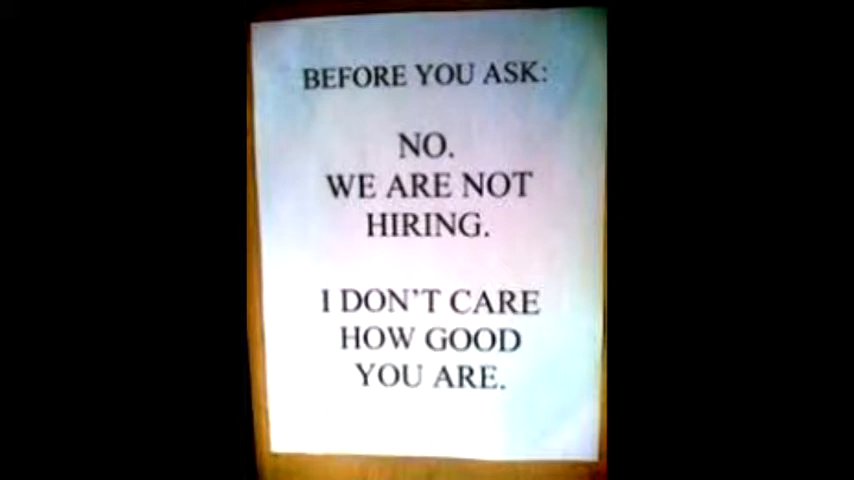 BEFORE YOU ASK:
NO.
WE ARE NOT
HIRING.
I DON'T CARE
HOW GOOD
YOU ARE.